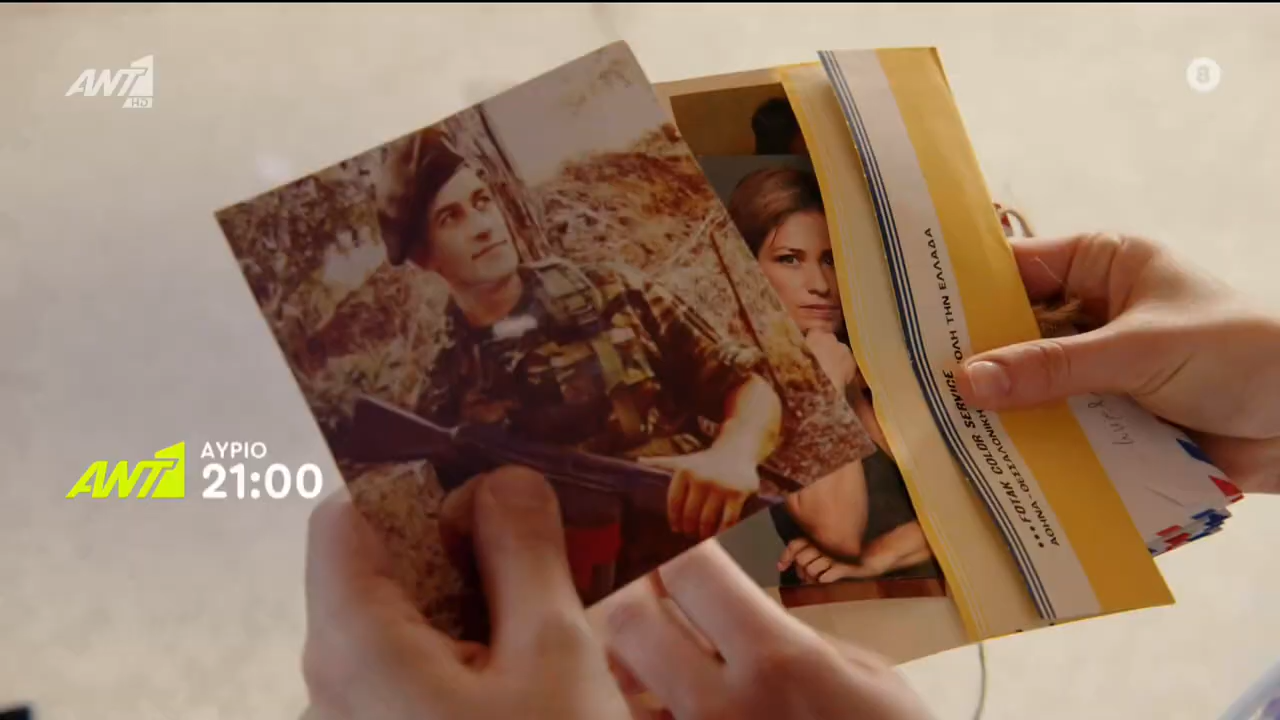 ANT1
HD
8
ANT1
ΑΥΡΙΟ
21:00
COLOR SERVICE
ΟΛΗ ΤΗΝ ΕΛΛΑΔΑ
••• FOTAK
ΑΘΗΝΑ-ΘΕΣΣΑΛΟΝΙΚΗ